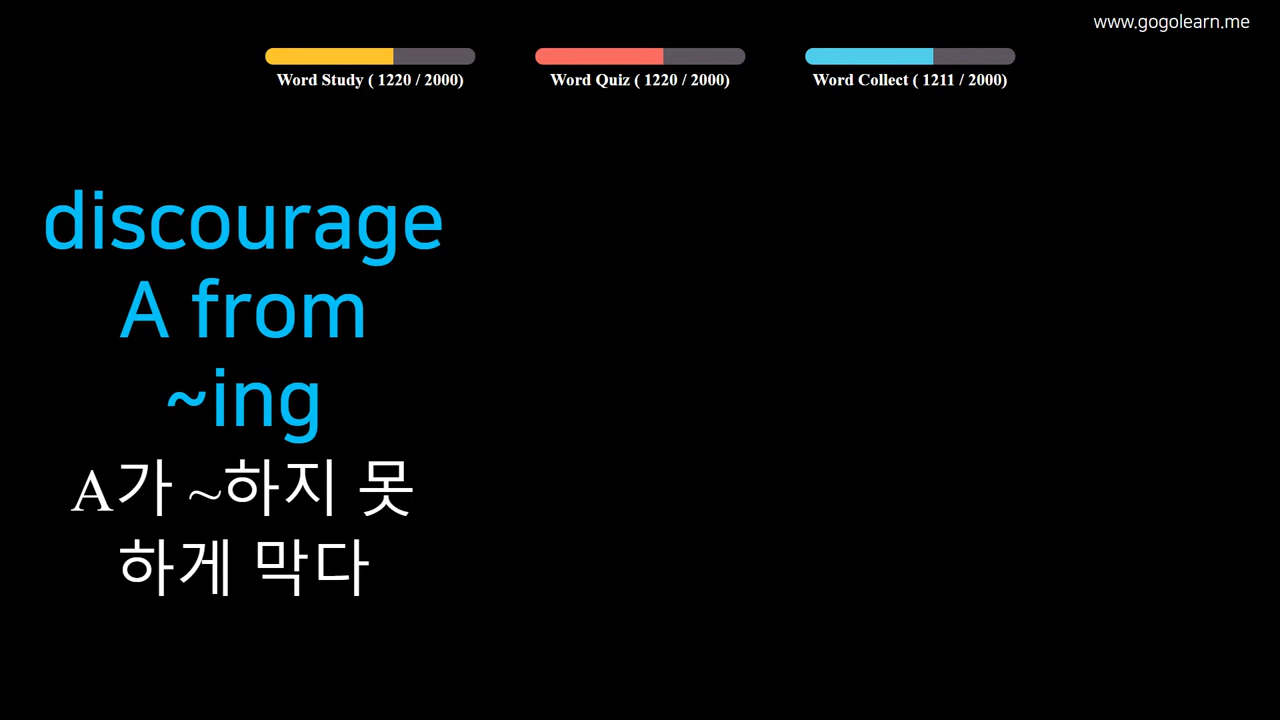 www.gogolearn.me
Word Study ( 1220 / 2000)
Word Quiz ( 1220 / 2000)
Word Collect ( 1211 / 2000)
discourage
A from
~ing
A가 ~하지 못
하게 막다